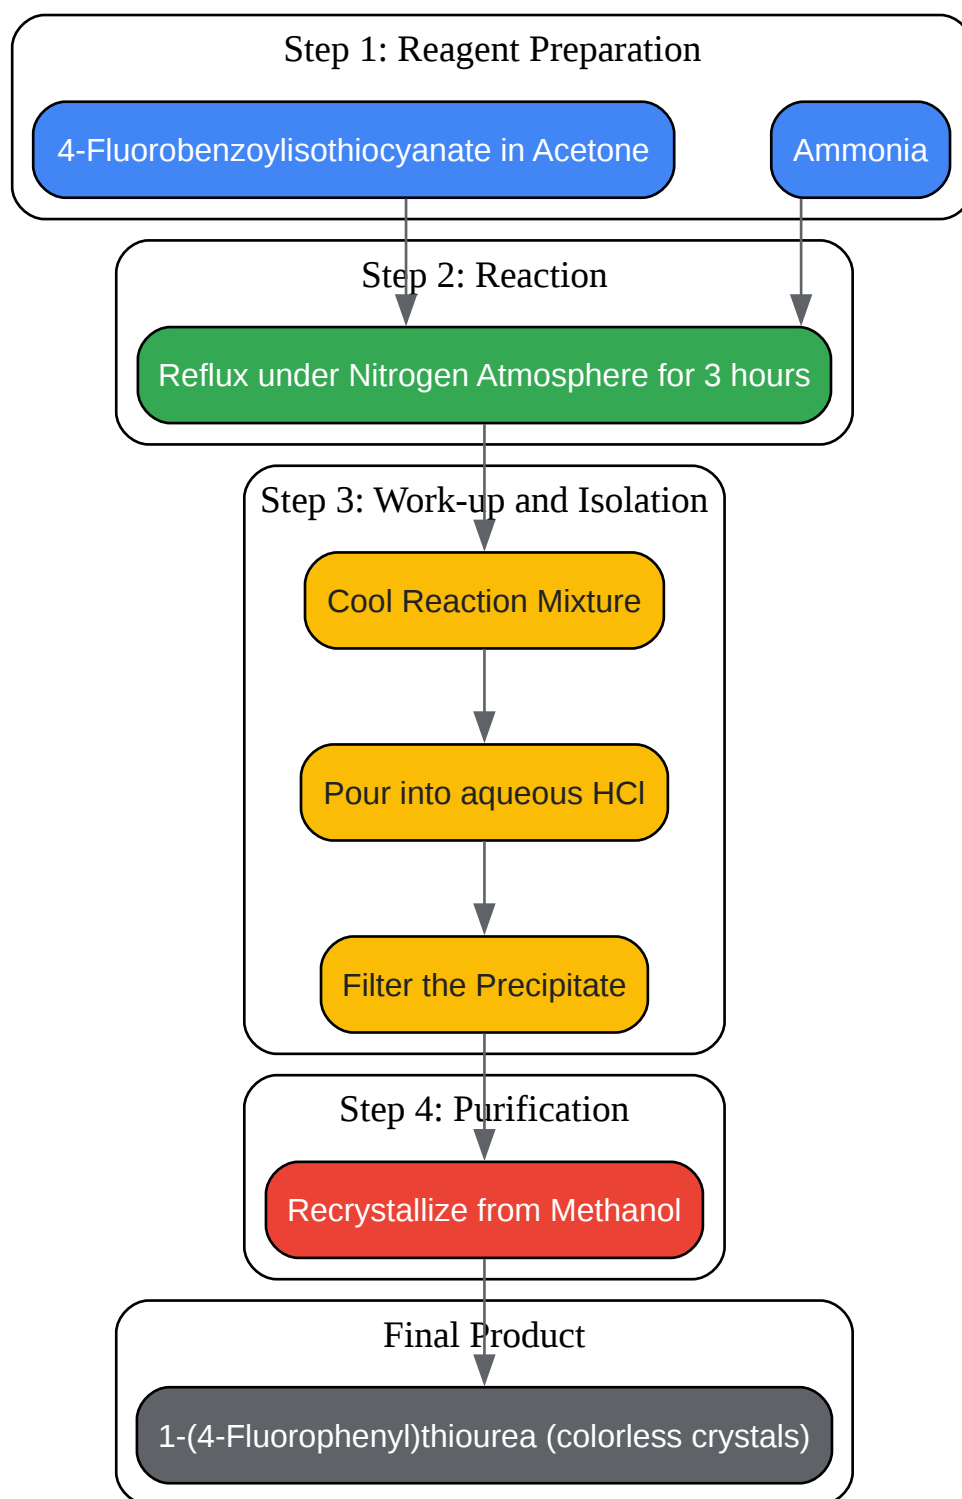 Step 1: Reagent Preparation
4-Fluorobenzoylisothiocyanate in Acetone
Ammonia
Step 2: Reaction
Reflux under Nitrogen Atmosphere for 3 hours
Step 3: Work-up and Isolation
Cool Reaction Mixture
Pour into aqueous HCl
Filter the Precipitate
Step 4: Purification
Recrystallize from Methanol
Final Product
1-(4-Fluorophenyl)thiourea (colorless crystals)